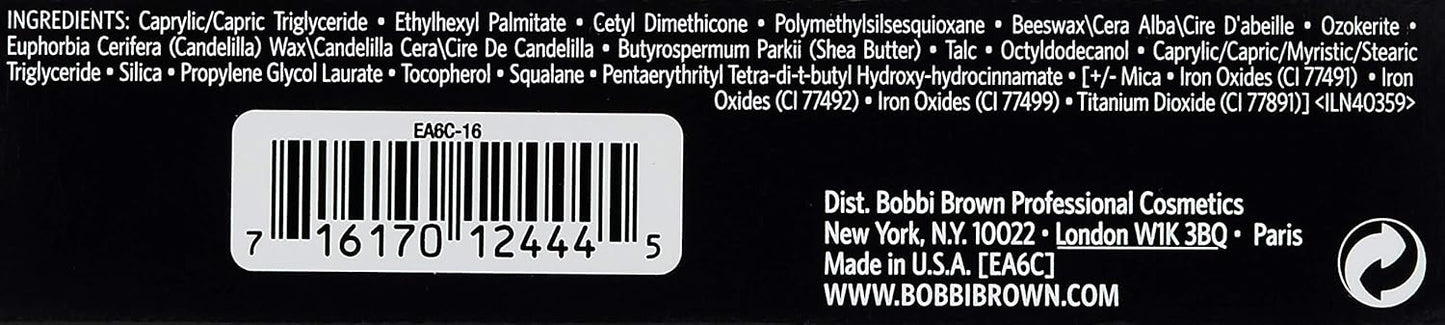 INGREDIENTS: Caprylic/Capric Triglyceride • Ethylhexyl Palmitate • Cetyl Dimethicone • Polymethylsilsesquioxane • Beeswax\Cera Alba\Cire D'abeille • Ozokerite •
Euphorbia Cerifera (Candelilla) Wax\Candelilla Cera\Cire De Candelilla • Butyrospermum Parkii (Shea Butter) • Talc • Octyldodecanol • Caprylic/Capric/Myristic/Stearic
Triglyceride • Silica • Propylene Glycol Laurate • Tocopherol • Squalane • Pentaerythrityl Tetra-di-t-butyl Hydroxy-hydrocinnamate • [+/- Mica • Iron Oxides (CI 77491) • Iron
Oxides (CI 77492) • Iron Oxides (CI 77499) • Titanium Dioxide (CI 77891)] <ILN40359>
EA6C-16
7 16170 12444 5
Dist. Bobbi Brown Professional Cosmetics
New York, N.Y. 10022 • London W1K 3BQ • Paris
Made in U.S.A. [EA6C]
WWW.BOBBIBROWN.COM